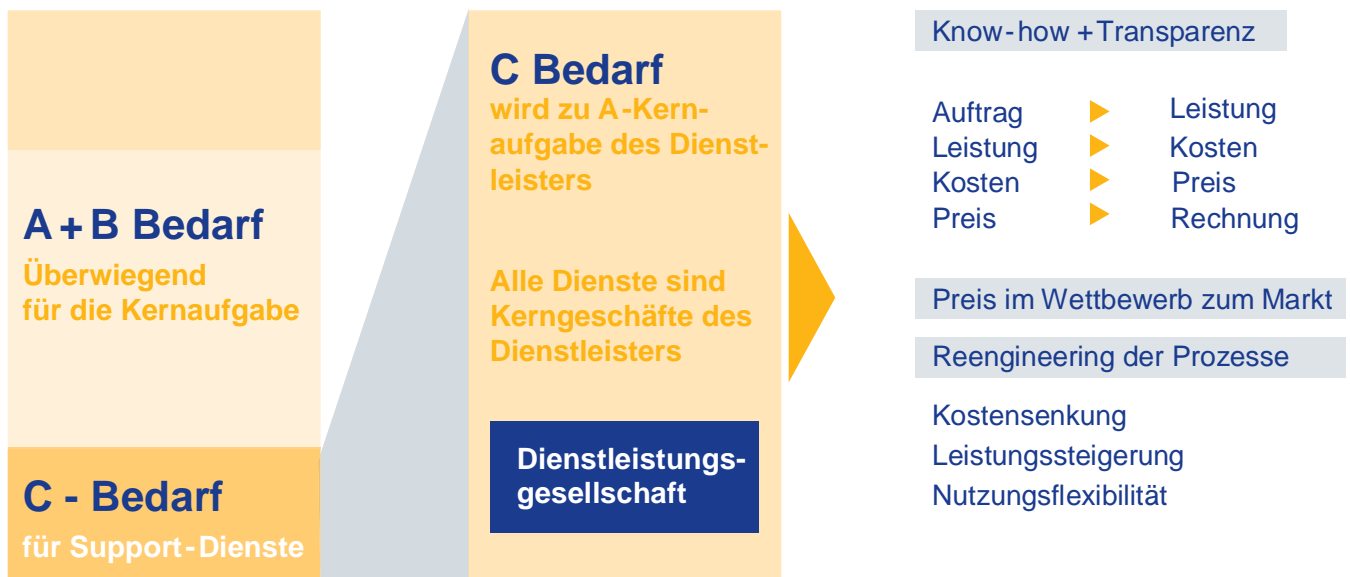 A + B Bedarf
Überwiegend
für die Kernaufgabe
C - Bedarf
für Support-Dienste
C Bedarf
wird zu A-Kern-
aufgabe des Dienst-
leisters
Alle Dienste sind
Kerngeschäfte des
Dienstleisters
Dienstleistungs-
gesellschaft
Know-how + Transparenz
Auftrag Leistung
Leistung Kosten
Kosten Preis
Preis Rechnung
Preis im Wettbewerb zum Markt
Reengineering der Prozesse
Kostensenkung
Leistungssteigerung
Nutzungsflexibilität